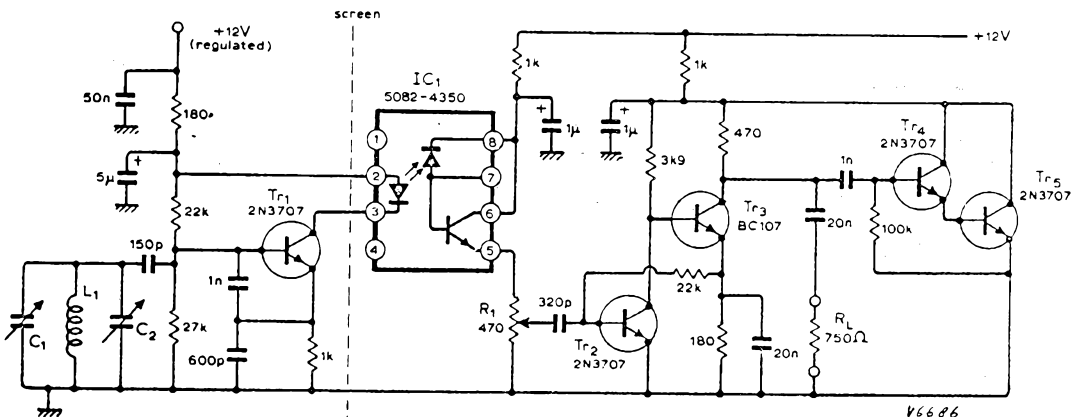 screen
+12V
(regulated)
50n
180
5μ
22k
150p
L1
C1
C2
27k
1n
600p
Tr1
2N3707
1k
IC1
5082-4350
1
2
3
4
8
7
6
5
1k
+
1μ
R1
470
320p
+
1μ
1k
+12V
3k9
470
Tr3
BC107
22k
Tr2
2N3707
180
20n
20n
RL
750Ω
1n
100k
Tr4
2N3707
Tr5
2N3707
+
V6686